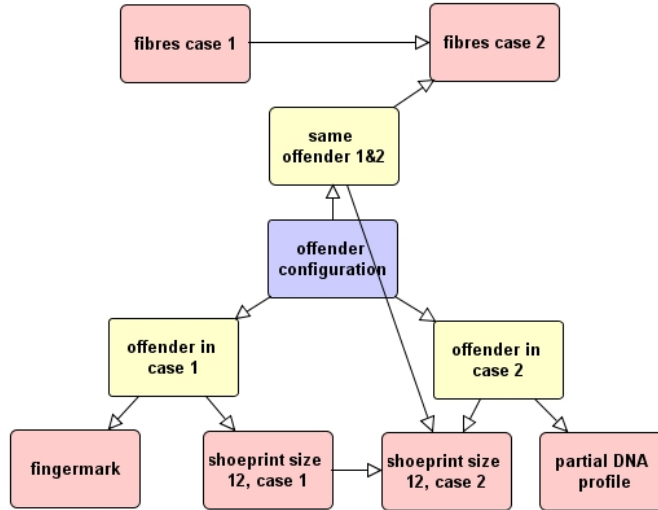 fibres case 1
fibres case 2
same
offender 1&2
offender
configuration
offender in
case 1
offender in
case 2
fingermark
shoeprint size
12, case 1
shoeprint size
12, case 2
partial DNA
profile